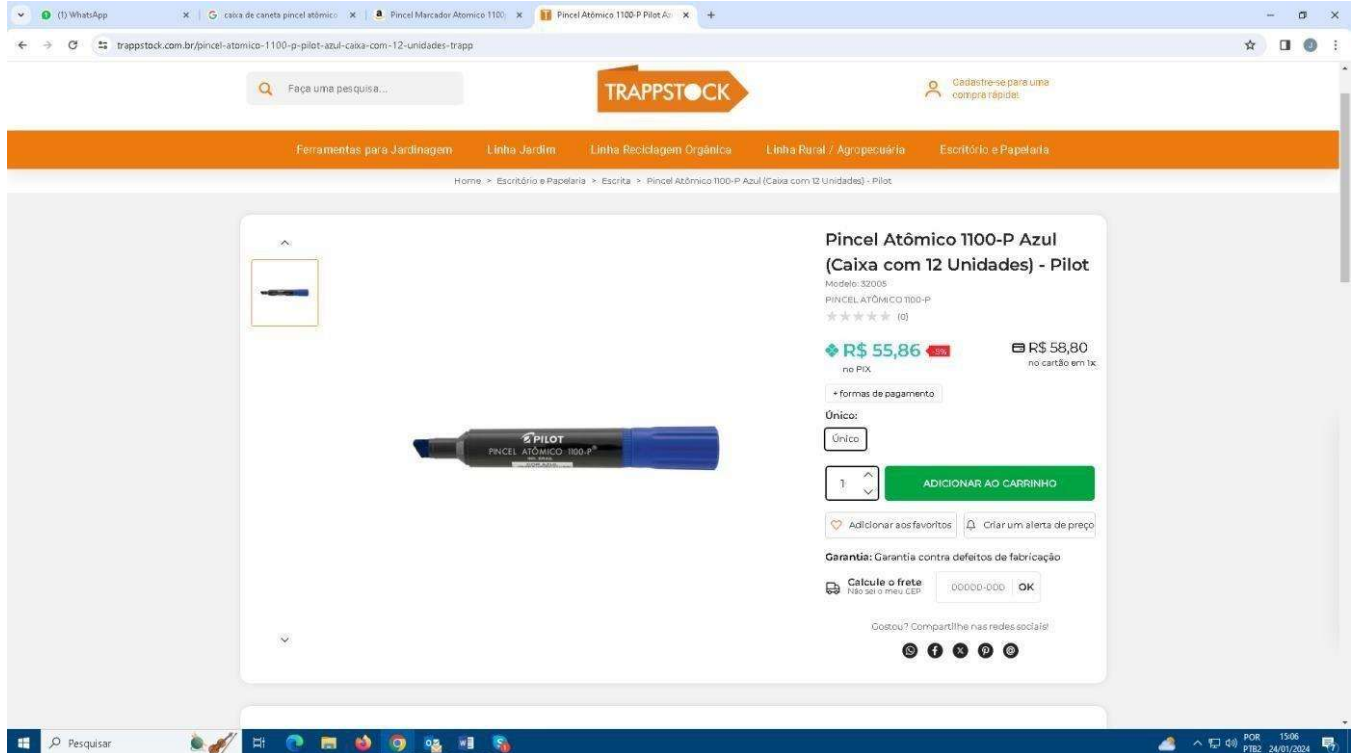 (1) WhatsApp
caixa de caneta pincel atômico
Pincel Marcador Atomico 1100
Pincel Atômico 1100-P Pilot Az
trappstock.com.br/pincel-atomico-1100-p-pilot-azul-caixa-com-12-unidades-trapp
Faça uma pesquisa...
TRAPPSTOCK
Cadastre-se para uma
compra rápida!
Ferramentas para Jardinagem Linha Jardim Linha Reciclagem Orgânica Linha Rural / Agropecuária Escritório e Papelaria
Home > Escritório e Papelaria > Escrita > Pincel Atômico 1100-P Azul (Caixa com 12 Unidades) - Pilot
Pincel Atômico 1100-P Azul
(Caixa com 12 Unidades) - Pilot
Modelo: 32005
PINCEL ATÔMICO 1100-P
(0)
R$ 55,86 -5%
no PIX
R$ 58,80
no cartão em 1x
+ formas de pagamento
Único:
Único
1
ADICIONAR AO CARRINHO
Adicionar aos favoritos
Criar um alerta de preço
Garantia: Garantia contra defeitos de fabricação
Calcule o frete
Não sei o meu CEP
00000-000 OK
Gostou? Compartilhe nas redes sociais!
PILOT
PINCEL ATÔMICO 1100-P
Pesquisar
POR
PTB2
15:06
24/01/2024